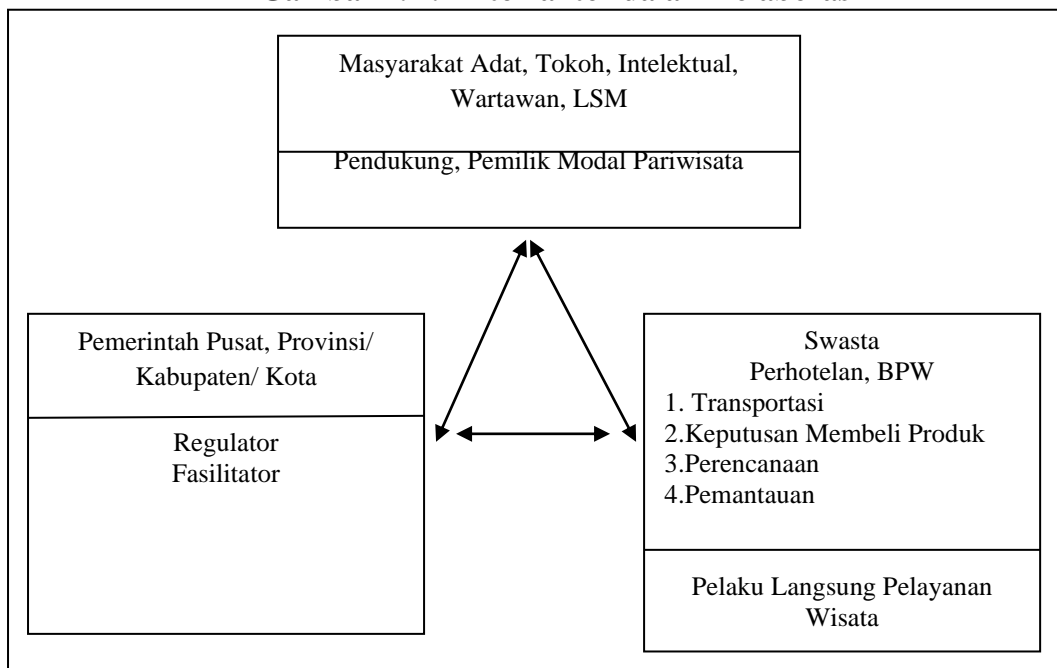 Masyarakat Adat, Tokoh, Intelektual,
Wartawan, LSM
Pendukung, Pemilik Modal Pariwisata
Pemerintah Pusat, Provinsi/
Kabupaten/ Kota
Regulator
Fasilitator
Swasta
Perhotelan, BPW
1. Transportasi
2.Keputusan Membeli Produk
3.Perencanaan
4.Pemantauan
Pelaku Langsung Pelayanan
Wisata